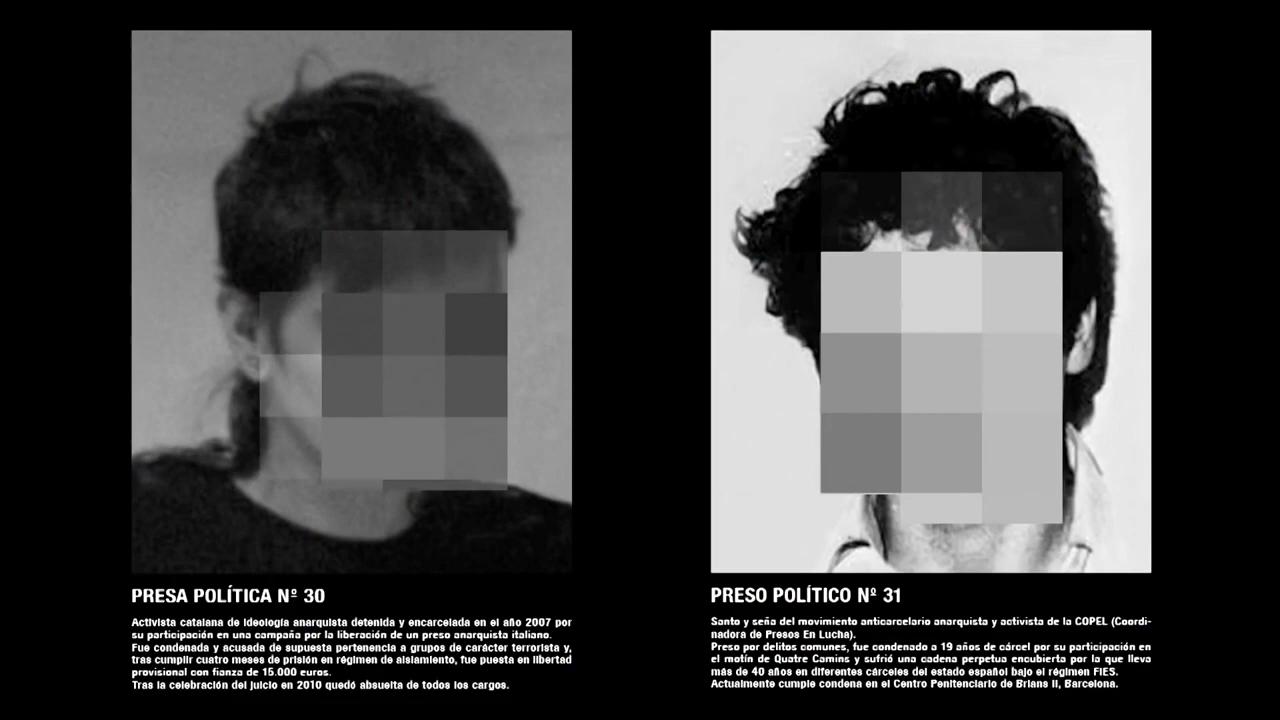 PRESA POLÍTICA Nº 30
Activista catalana de ideología anarquista detenida y encarcelada en el año 2007 por
su participación en una campaña por la liberación de un preso anarquista italiano.
Fue condenada y acusada de supuesta pertenencia a grupos de carácter terrorista y,
tras cumplir cuatro meses de prisión en régimen de aislamiento, fue puesta en libertad
provisional con fianza de 15.000 euros.
Tras la celebración del juicio en 2010 quedó absuelta de todos los cargos.
PRESO POLÍTICO Nº 31
Santo y seña del movimiento anticarcelario anarquista y activista de la COPEL (Coordi-
nadora de Presos En Lucha).
Preso por delitos comunes, fue condenado a 19 años de cárcel por su participación en
el motín de Quatre Camins y sufrió una cadena perpetua encubierta por la que lleva
más de 40 años en diferentes cárceles del estado español bajo el régimen FIES.
Actualmente cumple condena en el Centro Penitenciario de Brians II, Barcelona.